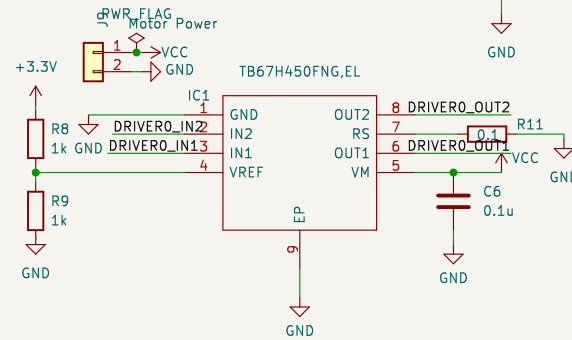 PWR_FLAG
J9
Motor Power
1
VCC
2
GND
GND
+3.3V
TB67H450FNG,EL
IC1
1
GND
OUT2
8
DRIVER0_OUT2
R8
1k
GND
DRIVER0_IN2
2
IN2
RS
7
0.1
R11
DRIVER0_IN1
3
IN1
OUT1
6
DRIVER0_OUT1
VCC
4
VREF
VM
5
GND
R9
1k
EP
9
C6
0.1u
GND
GND
GND